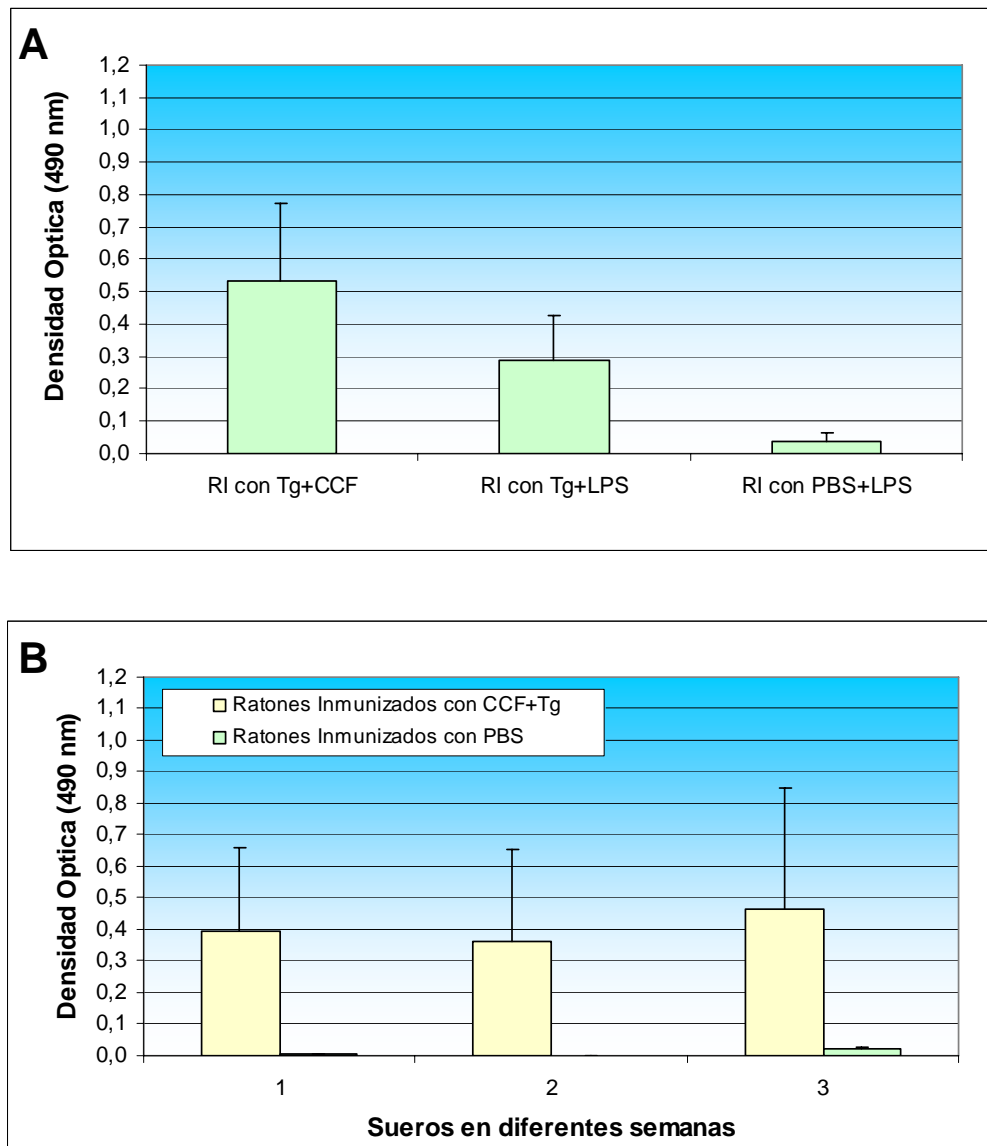 A
1,2
1,1
1,0
0,9
0,8
0,7
0,6
0,5
0,4
0,3
0,2
0,1
0,0
Densidad Optica (490 nm)
RI con Tg+CCF
RI con Tg+LPS
RI con PBS+LPS
B
1,2
1,1
1,0
0,9
0,8
0,7
0,6
0,5
0,4
0,3
0,2
0,1
0,0
Densidad Optica (490 nm)
Ratones Inmunizados con CCF+Tg
Ratones Inmunizados con PBS
1
2
3
Sueros en diferentes semanas